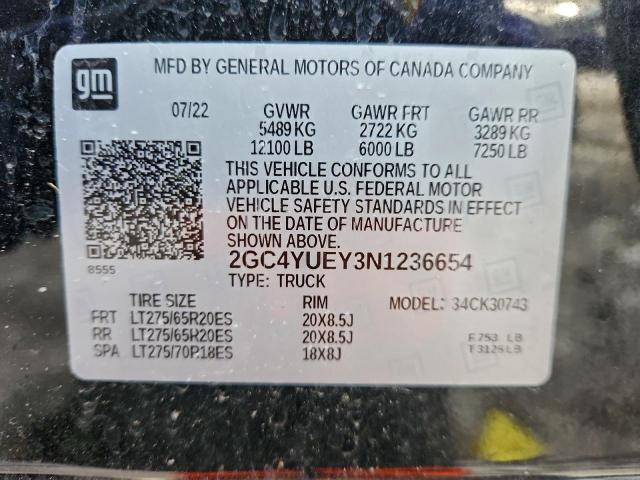 gm MFD BY GENERAL MOTORS OF CANADA COMPANY
07/22 GVWR GAWR FRT GAWR RR
5489 KG 2722 KG 3289 KG
12100 LB 6000 LB 7250 LB
THIS VEHICLE CONFORMS TO ALL
APPLICABLE U.S. FEDERAL MOTOR
VEHICLE SAFETY STANDARDS IN EFFECT
ON THE DATE OF MANUFACTURE
SHOWN ABOVE.
8555 2GC4YUEY3N1236654
TYPE: TRUCK
TIRE SIZE RIM MODEL: 34CK30743
FRT LT275/65R20ES 20X8.5J
RR LT275/65R20ES 20X8.5J F753 LB
SPA LT275/70R18ES 18X8J T3125LB